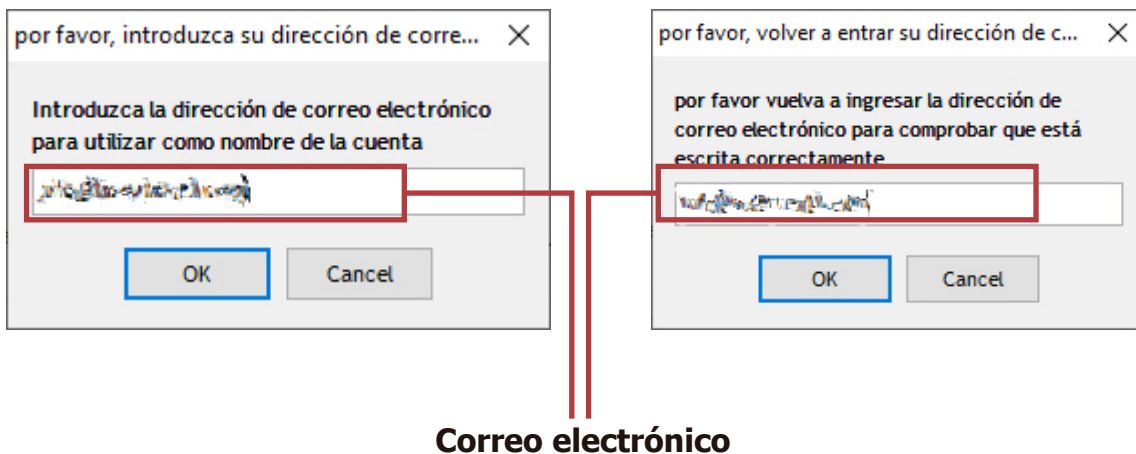 por favor, introduzca su dirección de corre...
Introduzca la dirección de correo electrónico
para utilizar como nombre de la cuenta
OK Cancel
por favor, volver a entrar su dirección de c...
por favor vuelva a ingresar la dirección de
correo electrónico para comprobar que está
escrita correctamente
OK Cancel
Correo electrónico